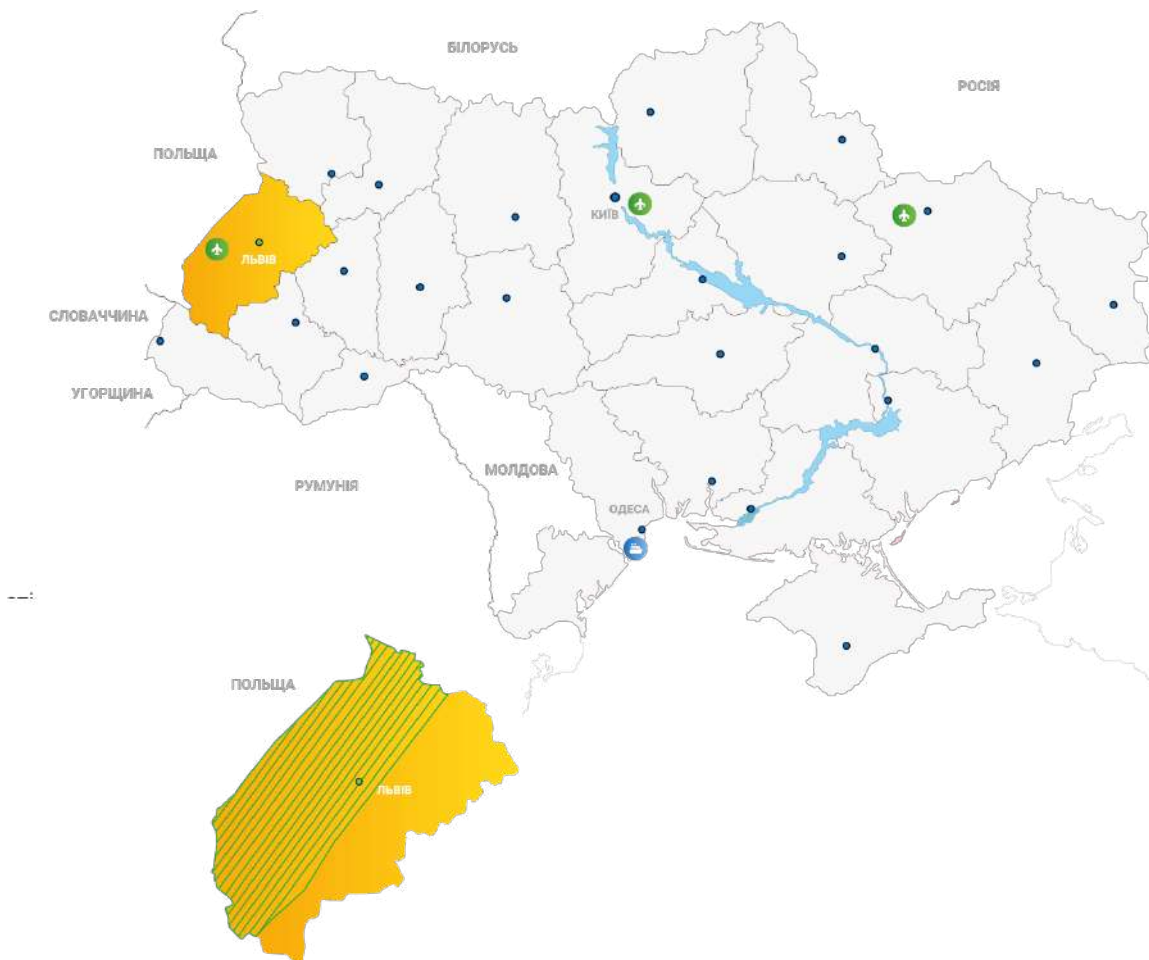 БІЛОРУСЬ
РОСІЯ
ПОЛЬЩА
КИЇВ
ЛЬВІВ
СЛОВАЧЧИНА
УГОРЩИНА
МОЛДОВА
РУМУНІЯ
ОДЕСА
ПОЛЬЩА
ЛЬВІВ